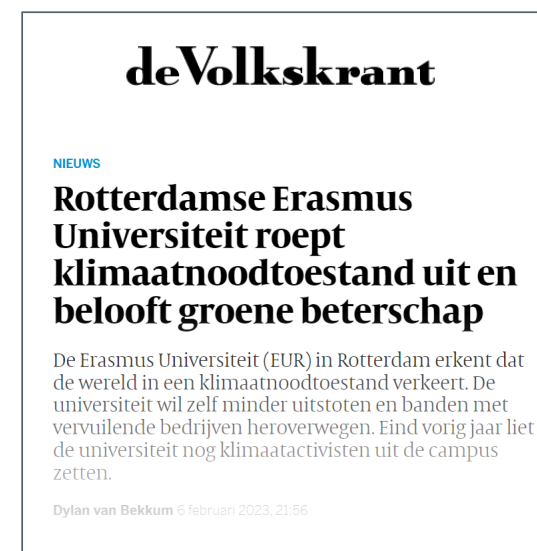 de Volkskrant
NIEUWS
Rotterdamse Erasmus
Universiteit roept
klimaatnoodtoestand uit en
belooft groene beterschap
De Erasmus Universiteit (EUR) in Rotterdam erkent dat
de wereld in een klimaatnoodtoestand verkeert. De
universiteit wil zelf minder uitstoten en banden met
vervuilende bedrijven heroverwegen. Eind vorig jaar liet
de universiteit nog klimaatactivisten uit de campus
zetten.
Dylan van Bekkum 6 februari 2023, 21:56